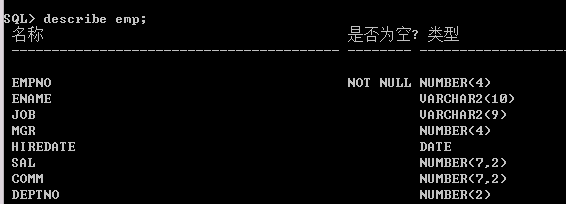 SQL> describe emp;
名称 是否为空? 类型
----------------------------------------- -------- ----------------------------
EMPNO NOT NULL NUMBER(4)
ENAME VARCHAR2(10)
JOB VARCHAR2(9)
MGR NUMBER(4)
HIREDATE DATE
SAL NUMBER(7,2)
COMM NUMBER(7,2)
DEPTNO NUMBER(2)